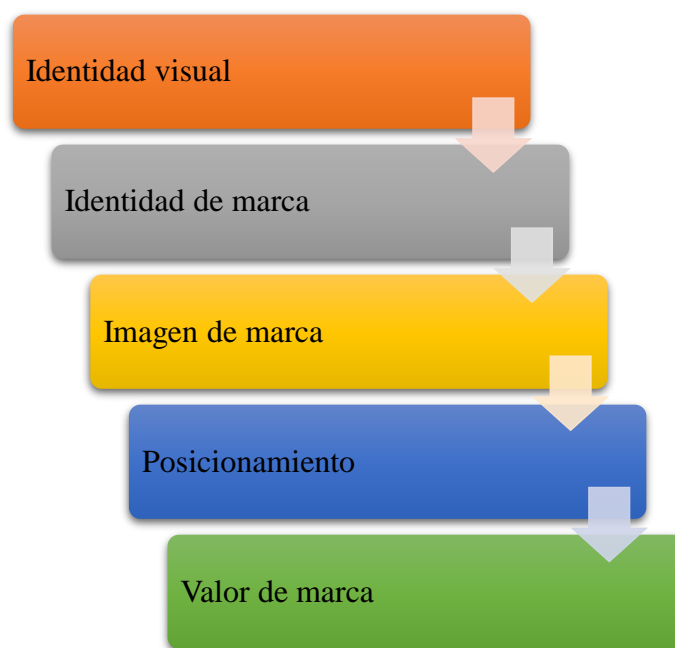 Identidad visual
Identidad de marca
Imagen de marca
Posicionamiento
Valor de marca